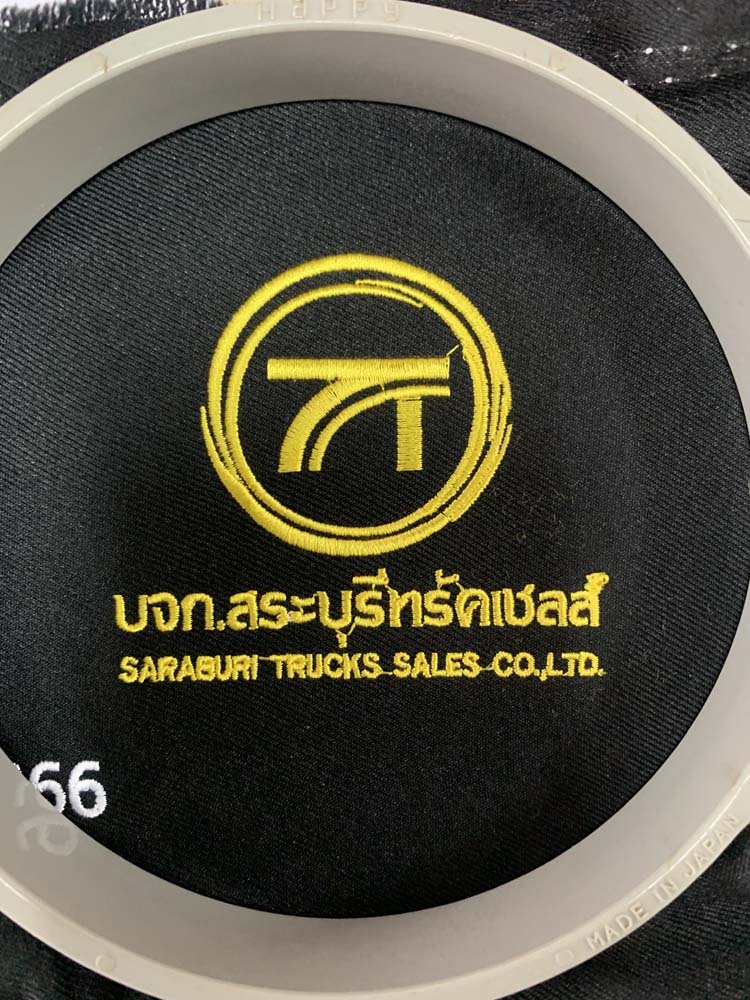 Happy
บจก.สระบุรีทรัคเซลส์
SARABURI TRUCKS SALES CO.,LTD.
66
MADE IN JAPAN